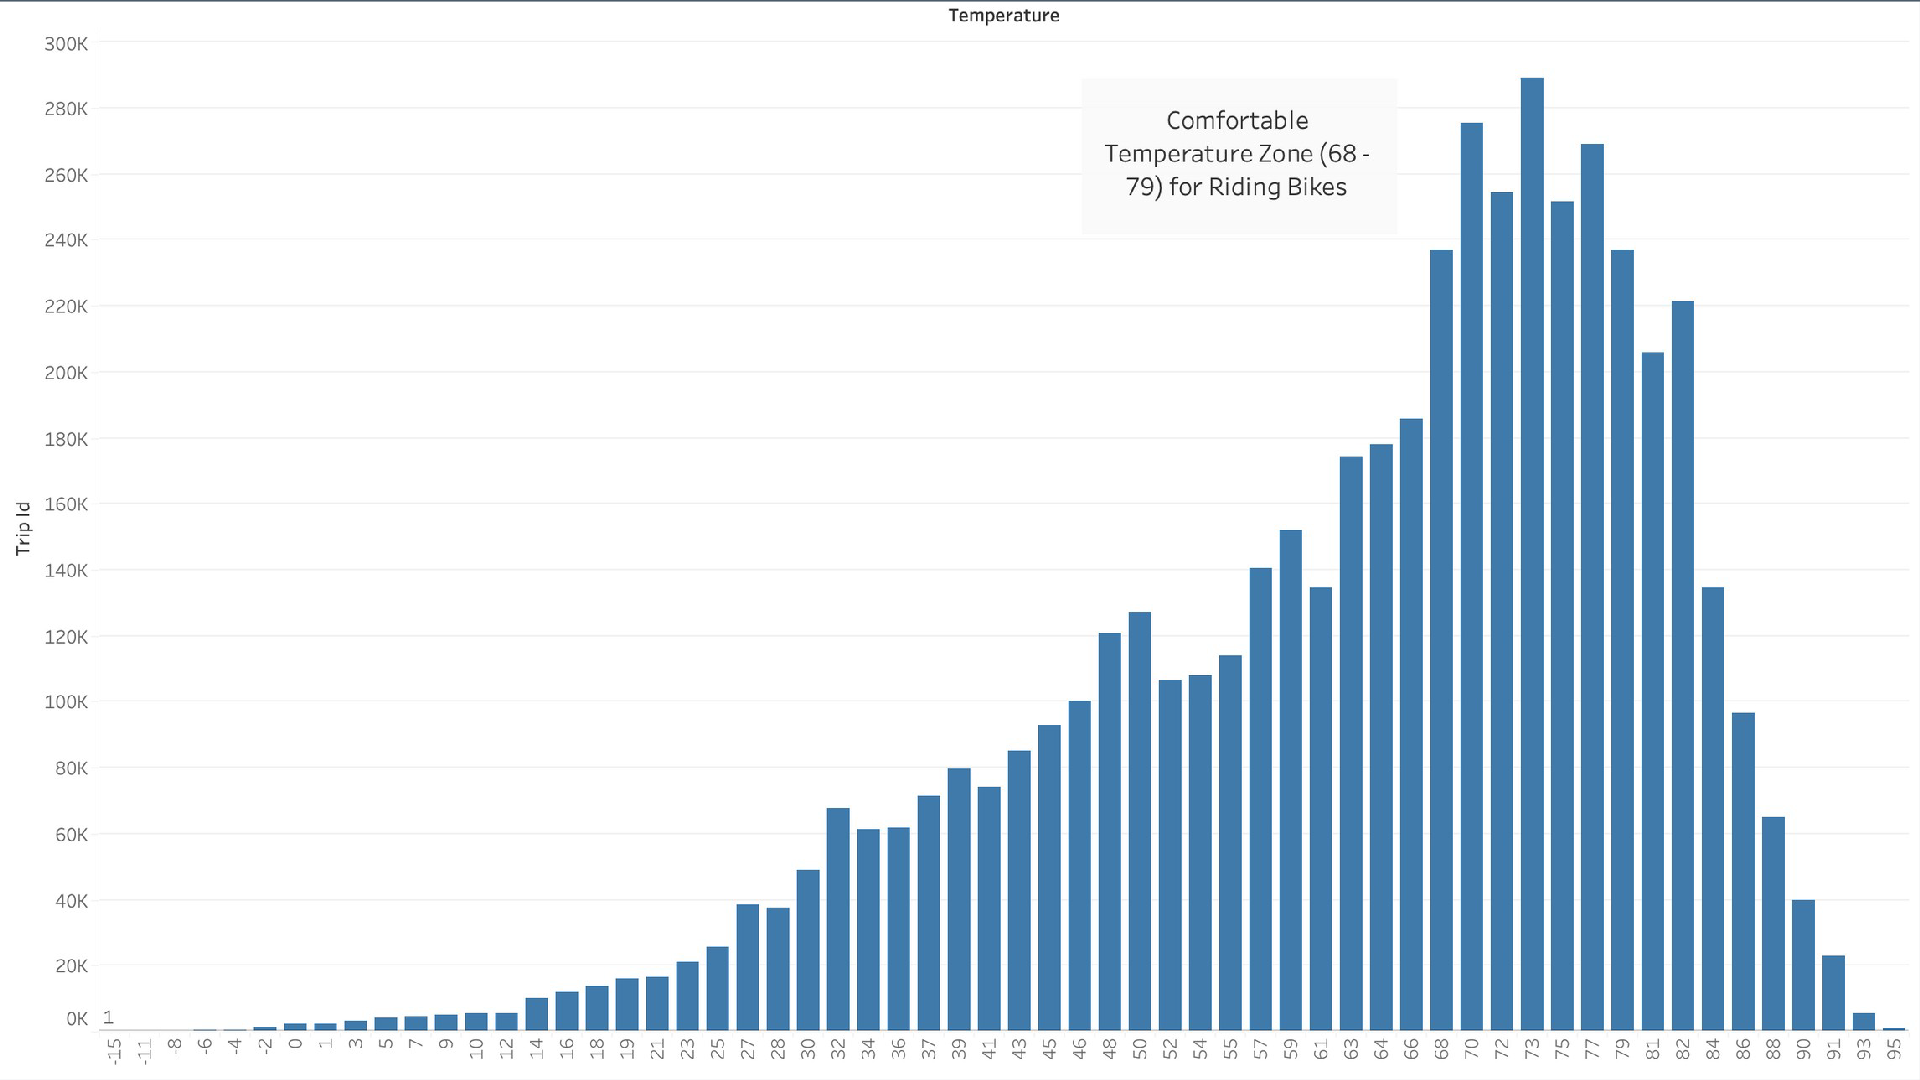 Temperature
300K
280K
260K
240K
220K
200K
180K
160K
140K
120K
100K
80K
60K
40K
20K
0K
Trip Id
Comfortable
Temperature Zone (68 -
79) for Riding Bikes
1
-15
-11
-8
-6
-4
-2
0
1
3
5
7
9
10
12
14
16
18
19
21
23
25
27
28
30
32
34
36
37
39
41
43
45
46
48
50
52
54
55
57
59
61
63
64
66
68
70
72
73
75
77
79
81
82
84
86
88
90
91
93
95